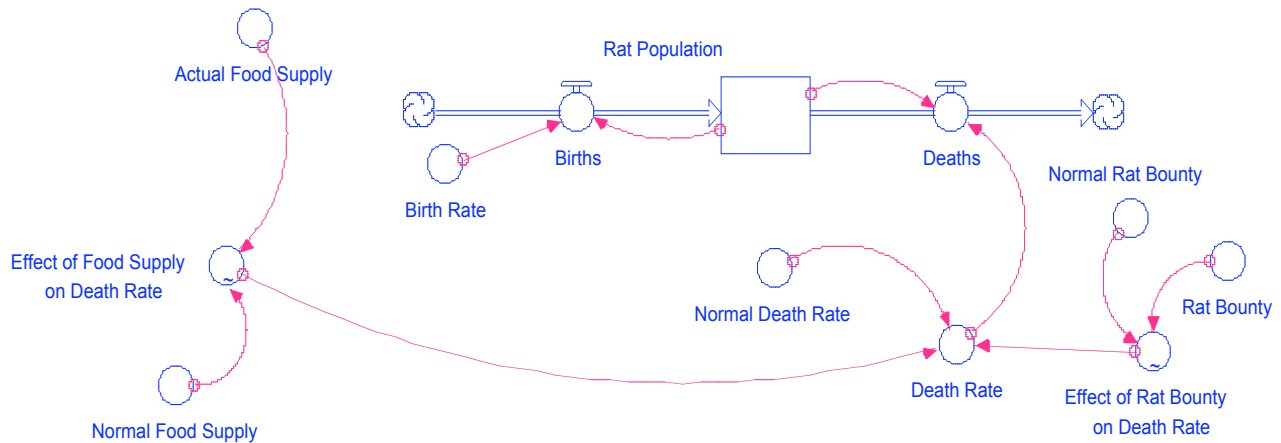 Rat Population
Actual Food Supply
Births
Deaths
Normal Rat Bounty
Birth Rate
Effect of Food Supply
on Death Rate
~
Normal Death Rate
Rat Bounty
Death Rate
~
Effect of Rat Bounty
on Death Rate
Normal Food Supply